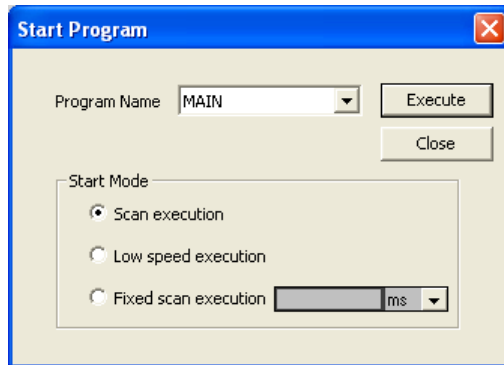 Start Program
Program Name MAIN Execute
Close
Start Mode
Scan execution
Low speed execution
Fixed scan execution ms